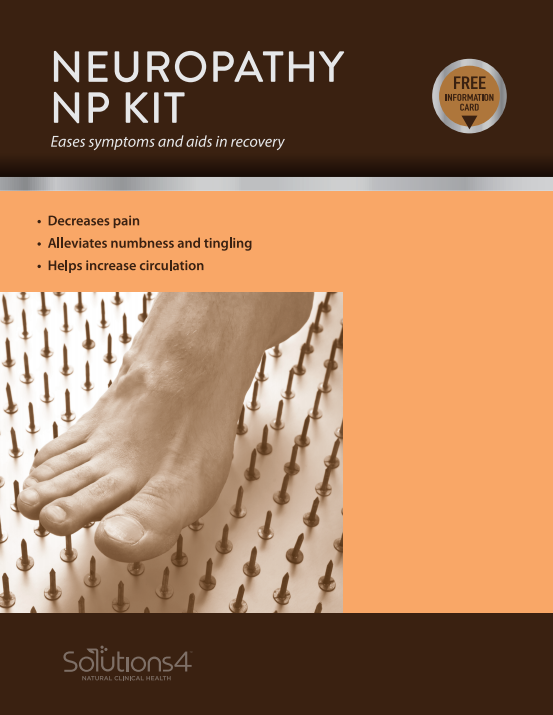 NEUROPATHY
NP KIT
Eases symptoms and aids in recovery
FREE
INFORMATION
CARD
• Decreases pain
• Alleviates numbness and tingling
• Helps increase circulation
Solutions4
NATURAL CLINICAL HEALTH